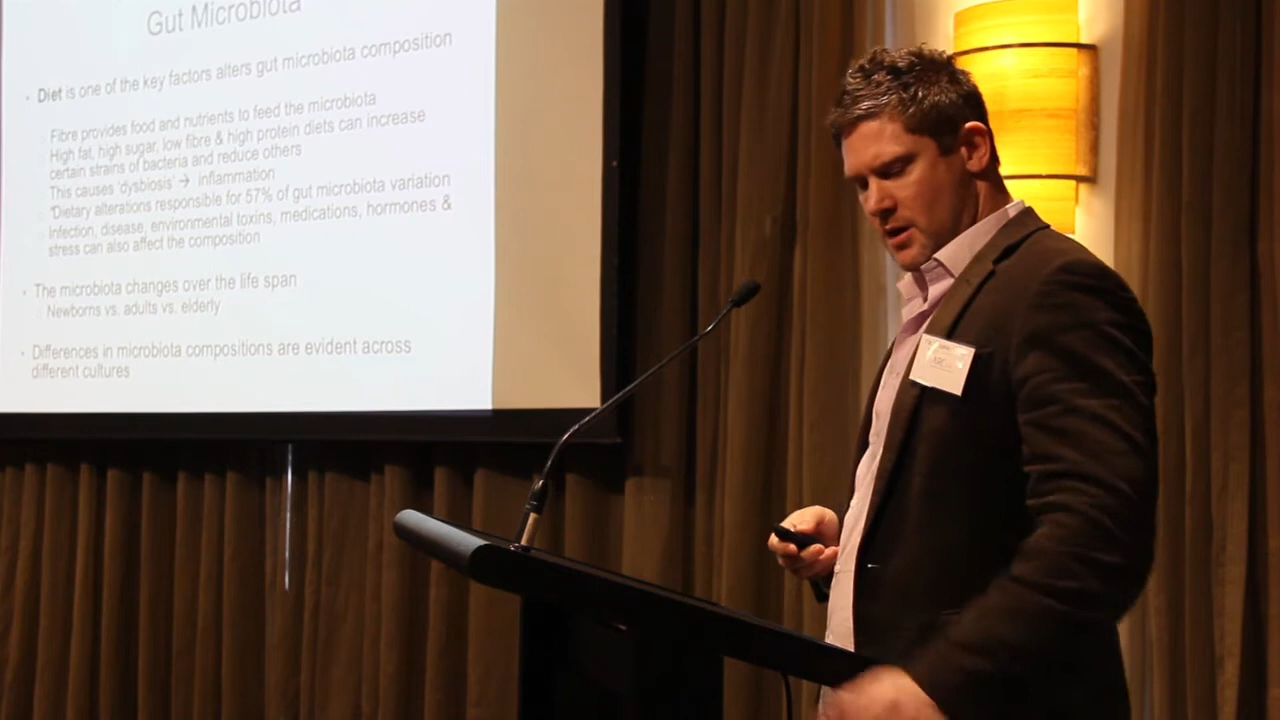 Gut Microbiota
• Diet is one of the key factors alters gut microbiota composition
Fibre provides food and nutrients to feed the microbiota
High fat, high sugar, low fibre & high protein diets can increase
certain strains of bacteria and reduce others
This causes 'dysbiosis' → inflammation
'Dietary alterations responsible for 57% of gut microbiota variation
Infection, disease, environmental toxins, medications, hormones &
stress can also affect the composition
• The microbiota changes over the life span
Newborns vs. adults vs. elderly
• Differences in microbiota compositions are evident across
different cultures